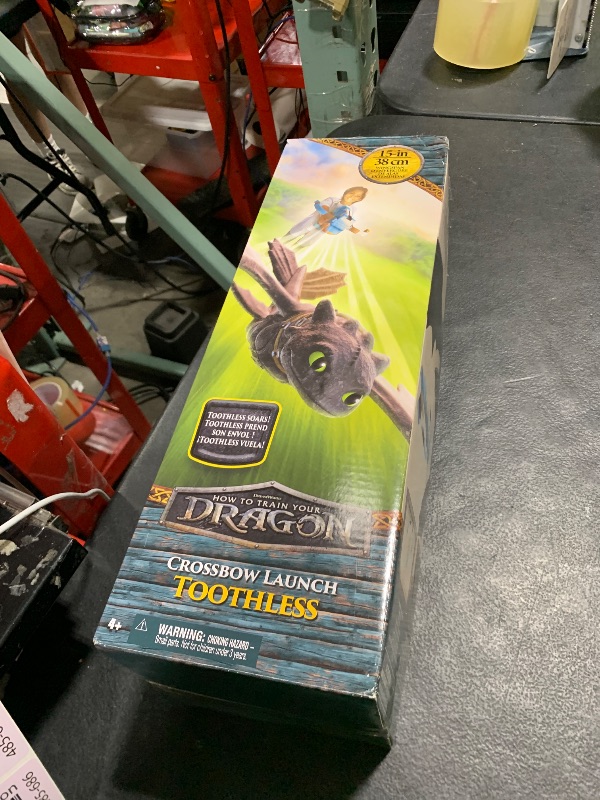 15-in
38 cm
TOOTHLESS SOARS!
TOOTHLESS PREND
SON ENVOL !
¡TOOTHLESS VUELA!
DREAMWORKS
HOW TO TRAIN YOUR
DRAGON
CROSSBOW LAUNCH
TOOTHLESS
4+
WARNING: CHOKING HAZARD –
Small parts. Not for children under 3 years.